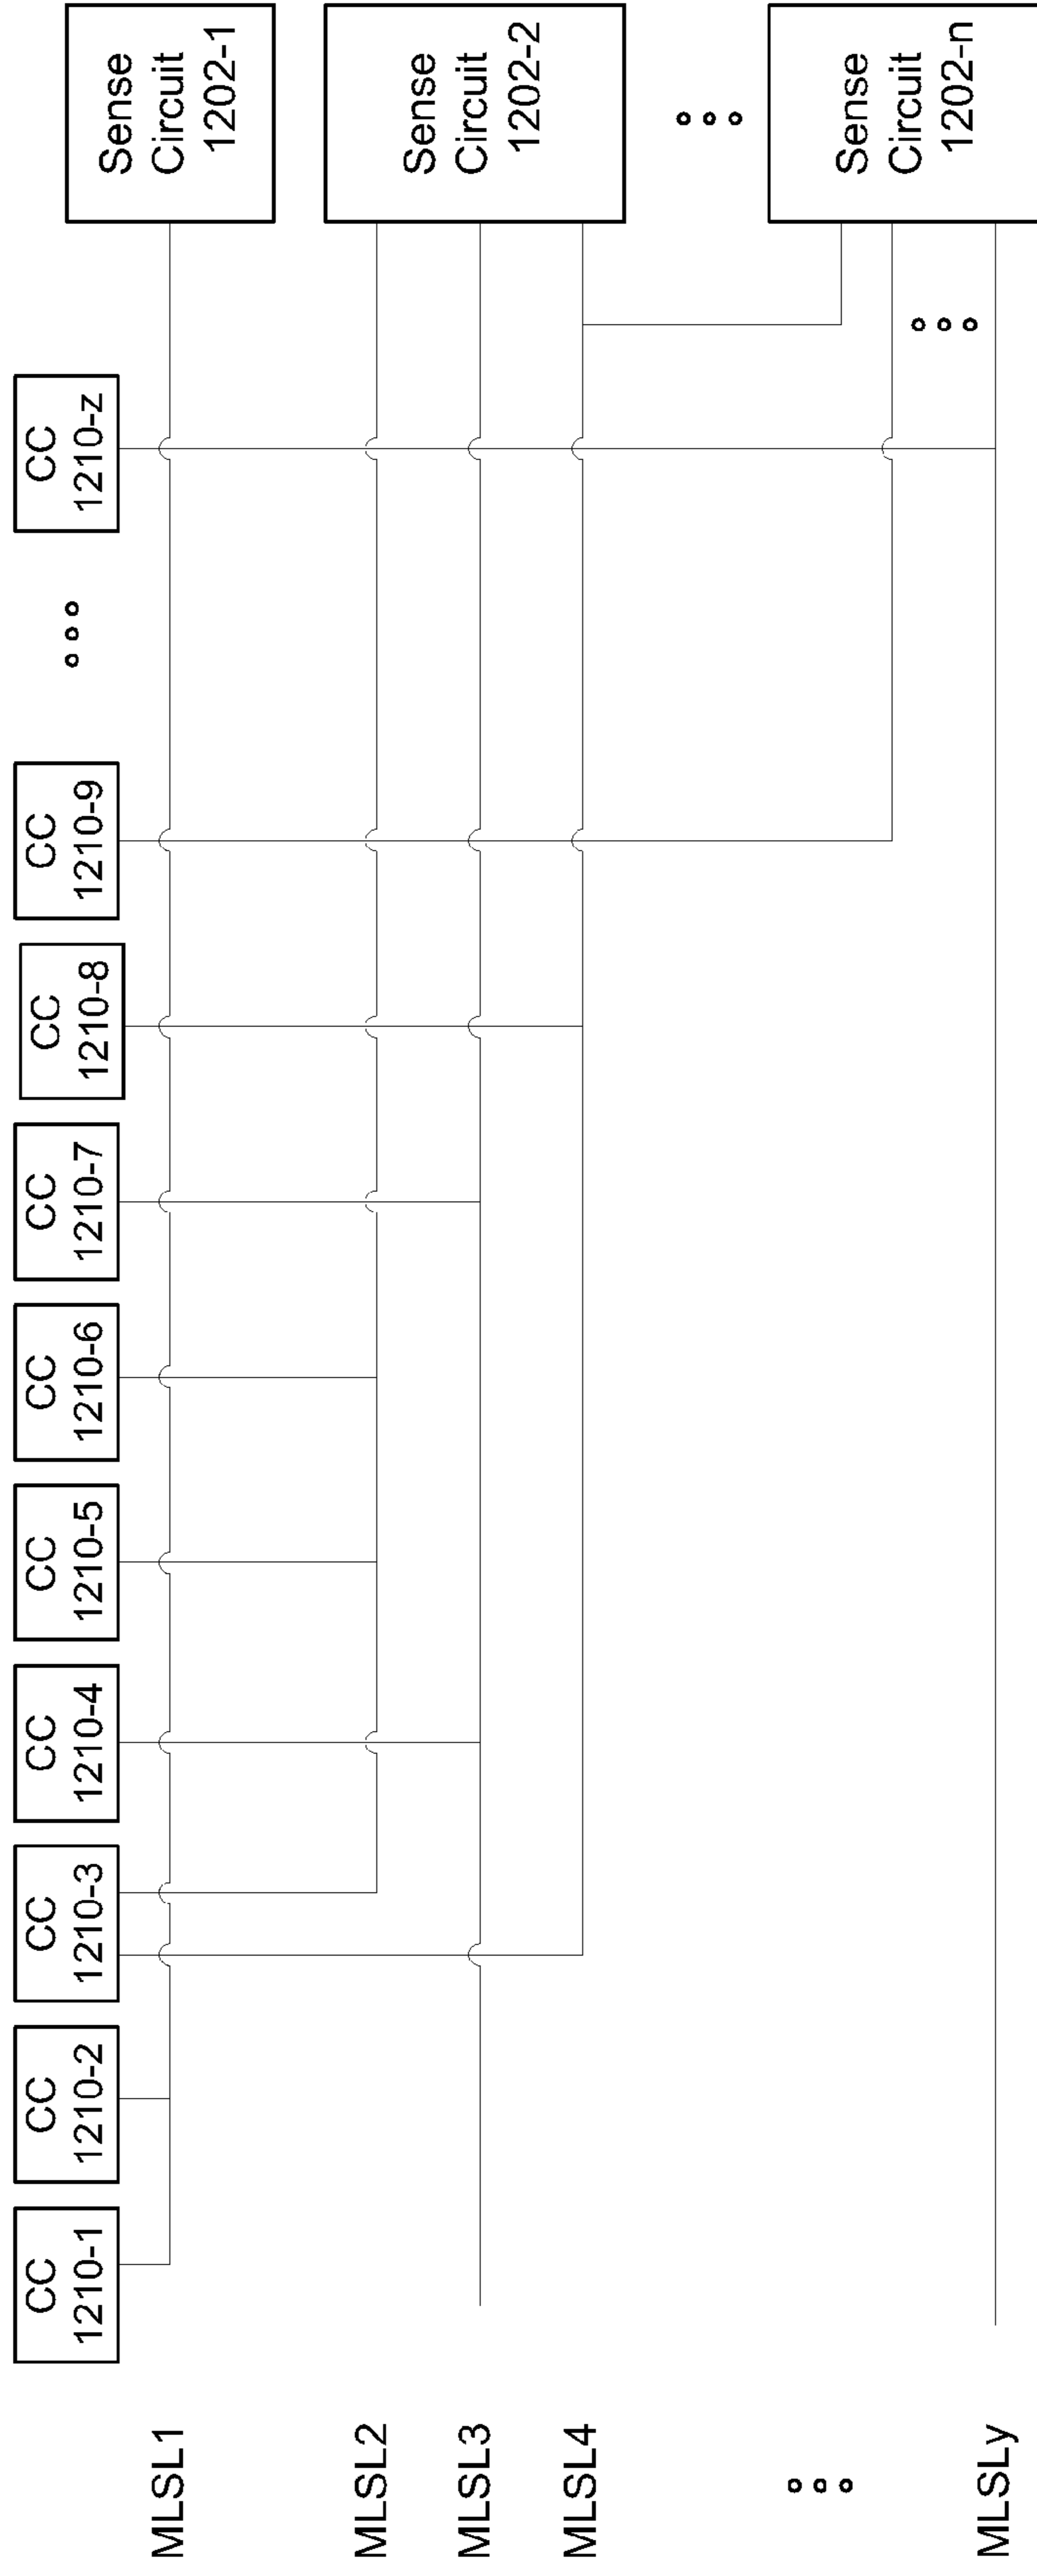 CC
1210-1
CC
1210-2
CC
1210-3
CC
1210-4
CC
1210-5
CC
1210-6
CC
1210-7
CC
1210-8
CC
1210-9
CC
1210-z
Sense
Circuit
1202-1
Sense
Circuit
1202-2
Sense
Circuit
1202-n
MLSL1
MLSL2
MLSL3
MLSL4
MLSLy